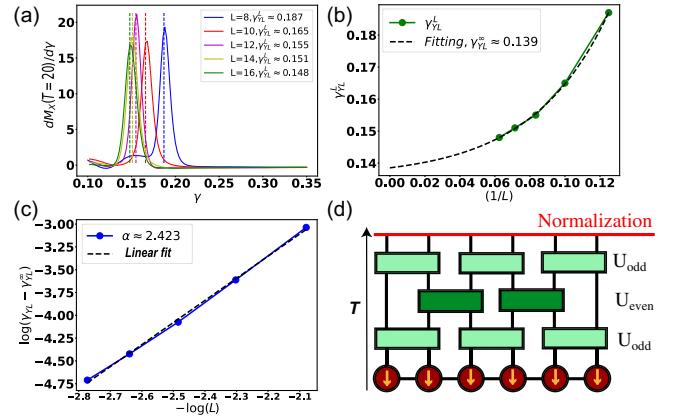 (a)
dM_X(T = 20)/dγ
20
15
10
5
0
0.10
0.15
0.20
0.25
0.30
0.35
γ
L=8,γ^L_YL≈0.187
L=10,γ^L_YL≈0.165
L=12,γ^L_YL≈0.155
L=14,γ^L_YL≈0.151
L=16,γ^L_YL≈0.148
(b)
γ^L_YL
0.19
0.18
0.17
0.16
0.15
0.14
0.00
0.02
0.04
0.06
0.08
0.10
0.12
(1/L)
γ^L_YL
Fitting, γ^∞_YL≈0.139
(c)
log(γ_YL − γ^∞_YL)
−3.00
−3.25
−3.50
−3.75
−4.00
−4.25
−4.50
−4.75
−2.8
−2.7
−2.6
−2.5
−2.4
−2.3
−2.2
−2.1
−log(L)
α≈2.423
Linear fit
(d)
Normalization
T
U_odd
U_even
U_odd